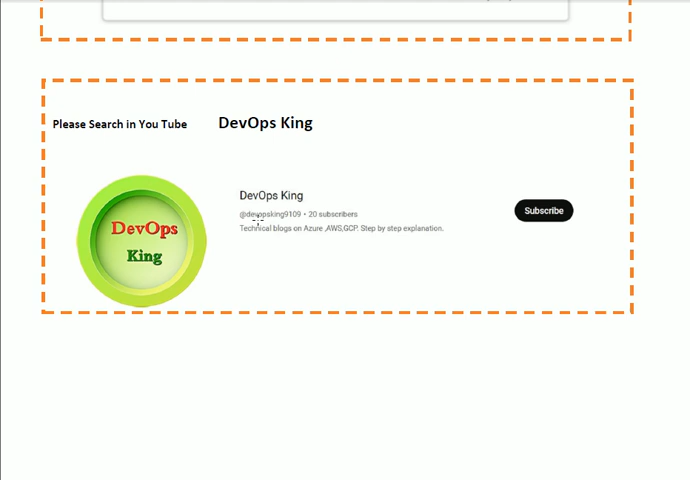 Please Search in You Tube DevOps King
DevOps
King
DevOps King
@devopsking9109 • 20 subscribers
Technical blogs on Azure ,AWS,GCP. Step by step explanation.
Subscribe